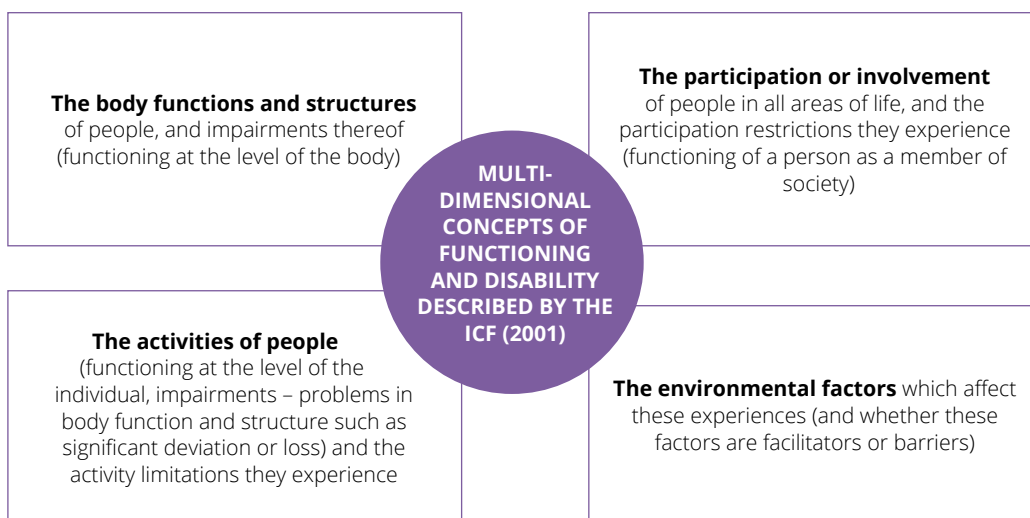 The body functions and structures
of people, and impairments thereof
(functioning at the level of the body)
The participation or involvement
of people in all areas of life, and the
participation restrictions they experience
(functioning of a person as a member of
society)
MULTI-
DIMENSIONAL
CONCEPTS OF
FUNCTIONING
AND DISABILITY
DESCRIBED BY THE
ICF (2001)
The activities of people
(functioning at the level of the
individual, impairments – problems in
body function and structure such as
significant deviation or loss) and the
activity limitations they experience
The environmental factors which affect
these experiences (and whether these
factors are facilitators or barriers)